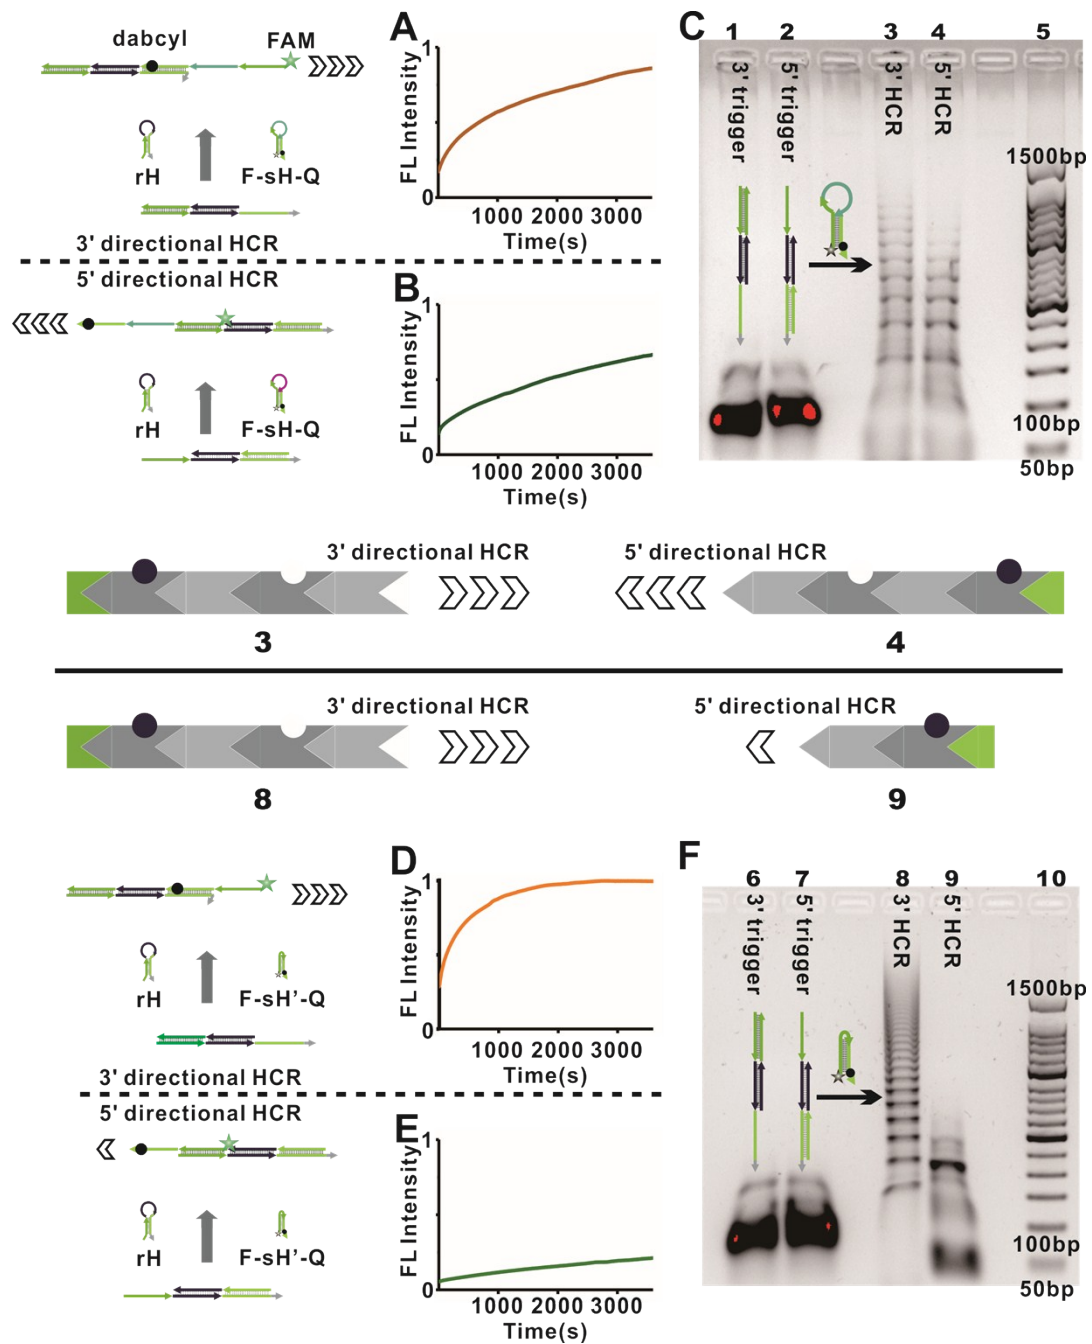 dabcyl
FAM
rH
F-sH-Q
3' directional HCR
5' directional HCR
rH
F-sH-Q
A
1
FL Intensity
0
1000 2000 3000
Time(s)
B
1
FL Intensity
0
1000 2000 3000
Time(s)
C
1 2 3 4 5
3' trigger
5' trigger
3' HCR
5' HCR
1500bp
100bp
50bp
3' directional HCR
3
5' directional HCR
4
3' directional HCR
8
5' directional HCR
9
rH
F-sH'-Q
3' directional HCR
5' directional HCR
rH
F-sH'-Q
D
1
FL Intensity
0
1000 2000 3000
Time(s)
E
1
FL Intensity
0
1000 2000 3000
Time(s)
F
6 7 8 9 10
3' trigger
5' trigger
3' HCR
5' HCR
1500bp
100bp
50bp